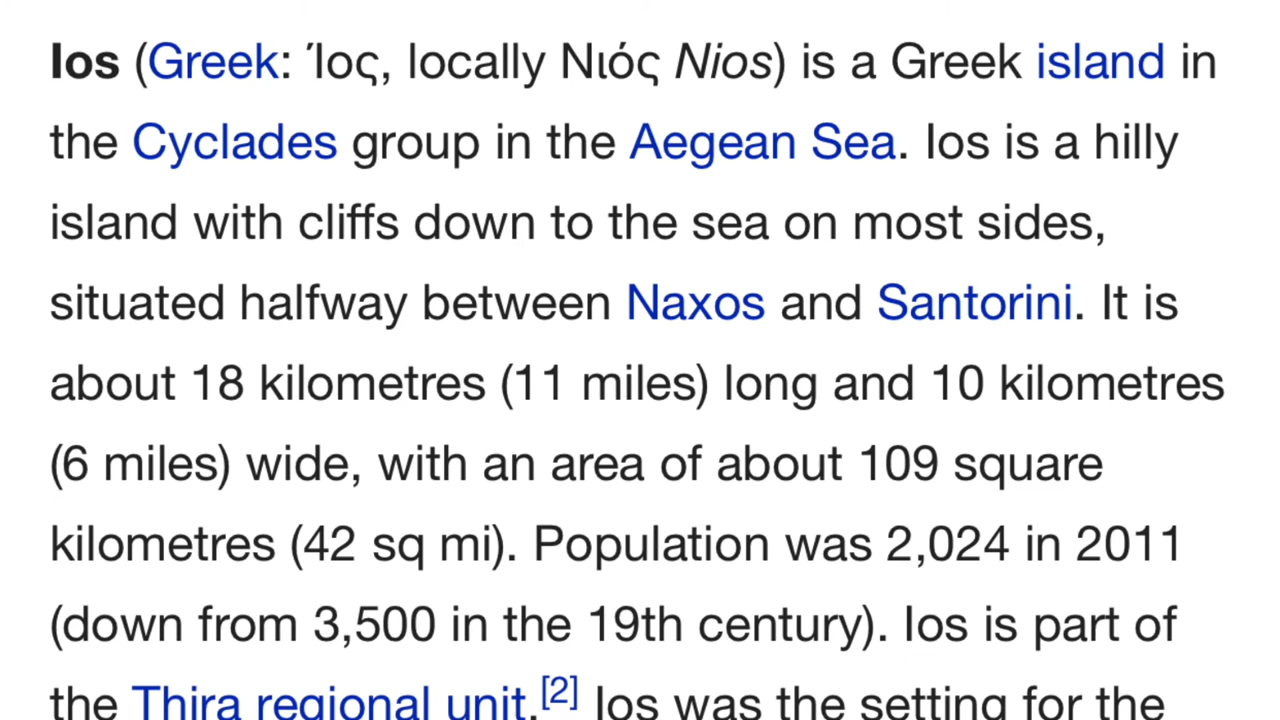 Ios (Greek: Ίος, locally Νιός Nios) is a Greek island in
the Cyclades group in the Aegean Sea. Ios is a hilly
island with cliffs down to the sea on most sides,
situated halfway between Naxos and Santorini. It is
about 18 kilometres (11 miles) long and 10 kilometres
(6 miles) wide, with an area of about 109 square
kilometres (42 sq mi). Population was 2,024 in 2011
(down from 3,500 in the 19th century). Ios is part of
the Thira regional unit.[2] Ios was the setting for the